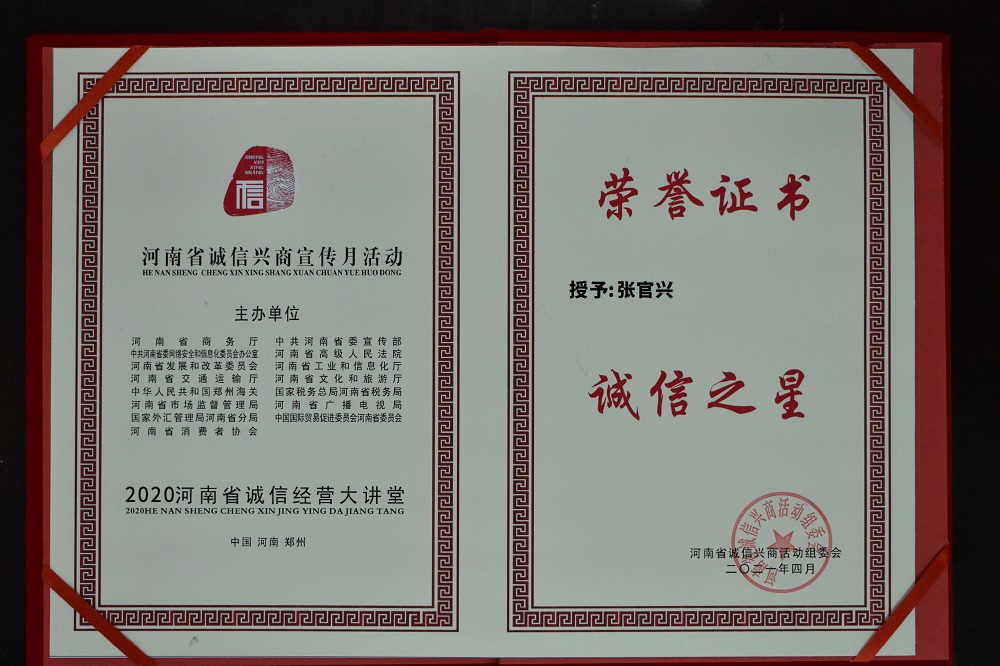 CHENG
XIN
XING
SHANG
信
河南省诚信兴商宣传月活动
HE NAN SHENG CHENG XIN XING SHANG XUAN CHUAN YUE HUO DONG
主办单位
河南省商务厅
中共河南省委网络安全和信息化委员会办公室
河南省发展和改革委员会
河南省交通运输厅
中华人民共和国郑州海关
河南省市场监督管理局
国家外汇管理局河南省分局
河南省消费者协会
中共河南省委宣传部
河南省高级人民法院
河南省工业和信息化厅
河南省文化和旅游厅
国家税务总局河南省税务局
河南省广播电视局
中国国际贸易促进委员会河南省委员会
2020河南省诚信经营大讲堂
2020HE NAN SHENG CHENG XIN JING YING DA JIANG TANG
中国 河南 郑州
荣誉证书
授予:张官兴
诚信之星
河南省诚信兴商活动组委会
河南省诚信兴商活动组委会
二〇二一年四月